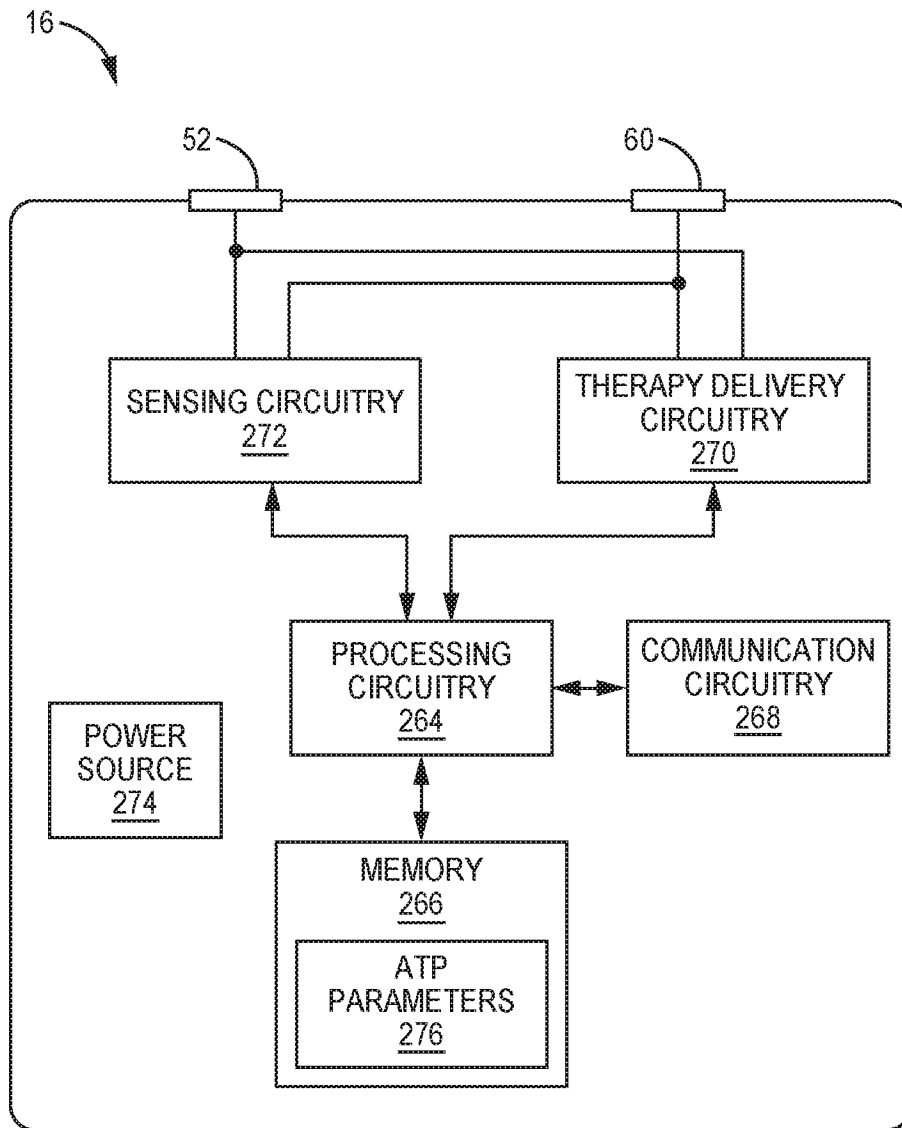 16
52
60
SENSING CIRCUITRY
272
THERAPY DELIVERY
CIRCUITRY
270
PROCESSING
CIRCUITRY
264
COMMUNICATION
CIRCUITRY
268
POWER
SOURCE
274
MEMORY
266
ATP
PARAMETERS
276